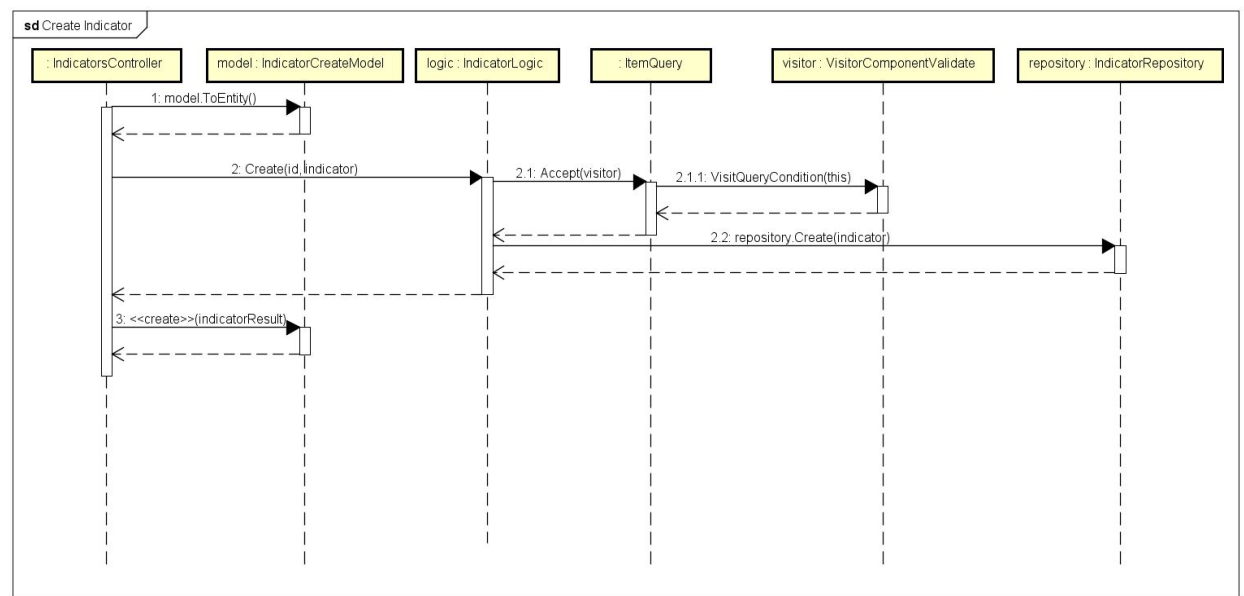 sd Create Indicator
: IndicatorsController
model : IndicatorCreateModel
logic : IndicatorLogic
: ItemQuery
visitor : VisitorComponentValidate
repository : IndicatorRepository
1: model.ToEntity()
2: Create(id, indicator)
2.1: Accept(visitor)
2.1.1: VisitQueryCondition(this)
2.2: repository.Create(indicator)
3: <<create>>(indicatorResult)